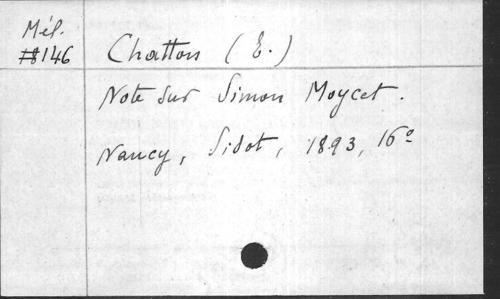 Mél.
#8146 Chatton (E.)
Note sur Simon Moycet.
Nancy, Sidot, 1893, 16°